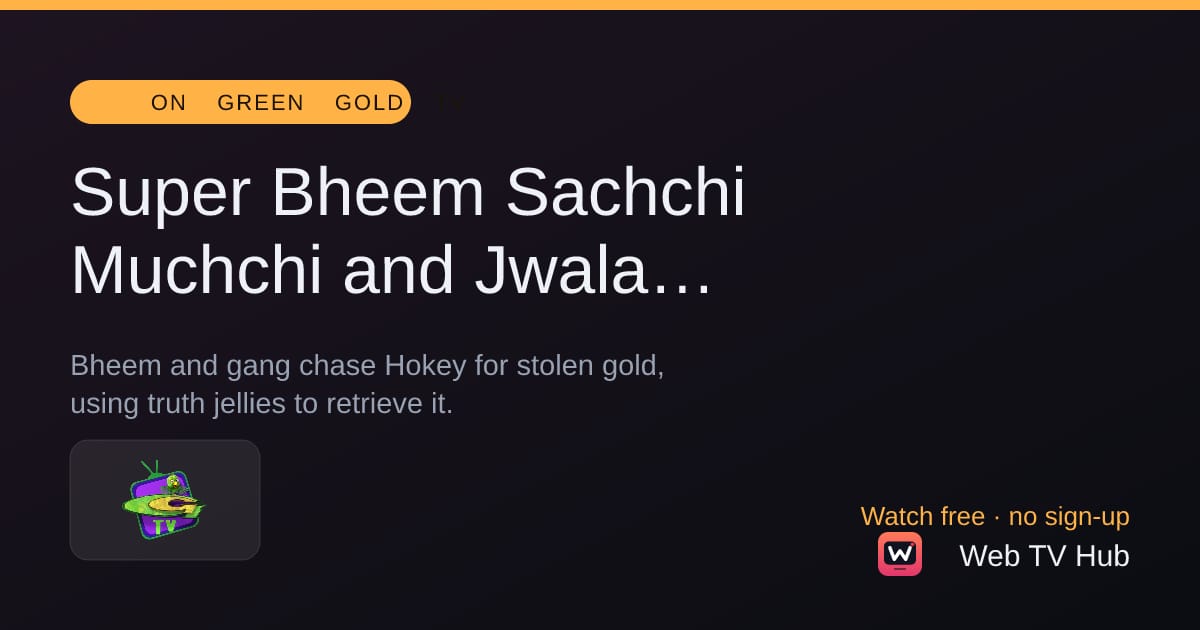 ON GREEN GOLD
Super Bheem Sachchi
Muchchi and Jwala…
Bheem and gang chase Hokey for stolen gold,
using truth jellies to retrieve it.
TV
Watch free · no sign-up
W
Web TV Hub